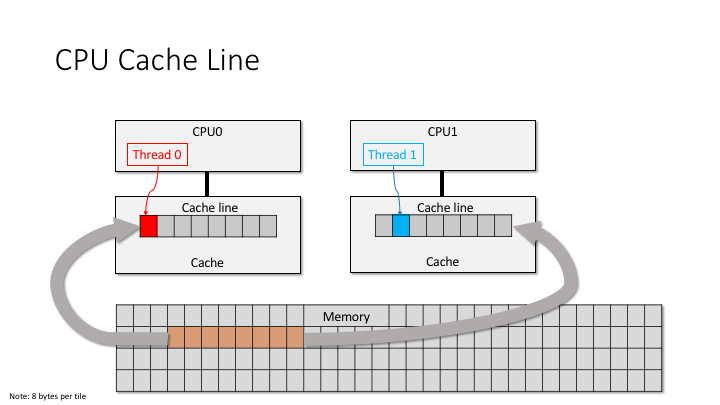 CPU Cache Line
CPU0
Thread 0
CPU1
Thread 1
Cache line
Cache
Cache line
Cache
Memory
Note: 8 bytes per tile